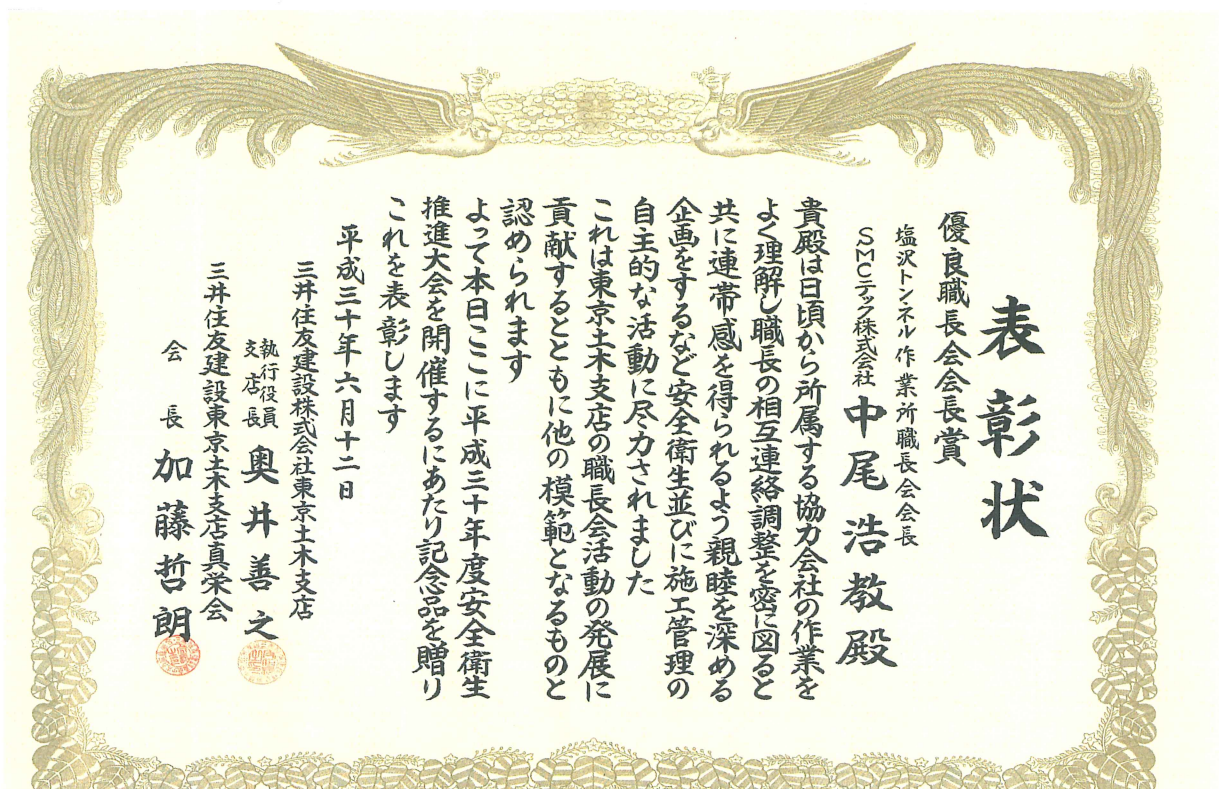 表彰状
優良職長会会長賞
塩沢トンネル作業所職長会会長
SMCテック株式会社 中尾浩教殿
貴殿は日頃から所属する協力会社の作業を
よく理解し職長の相互連絡調整を密に図ると
共に連帯感を得られるよう親睦を深める
企画をするなど安全衛生並びに施工管理の
自主的な活動に尽力されました
これは東京土木支店の職長会活動の発展に
貢献するとともに他の模範となるものと
認められます
よって本日ここに平成三十年度安全衛生
推進大会を開催するにあたり記念品を贈り
これを表彰します
平成三十年六月十二日
三井住友建設株式会社東京土木支店
執行役員
支店長 奥井善之
三井住友建設東京土木支店真栄会
会長 加藤哲朗